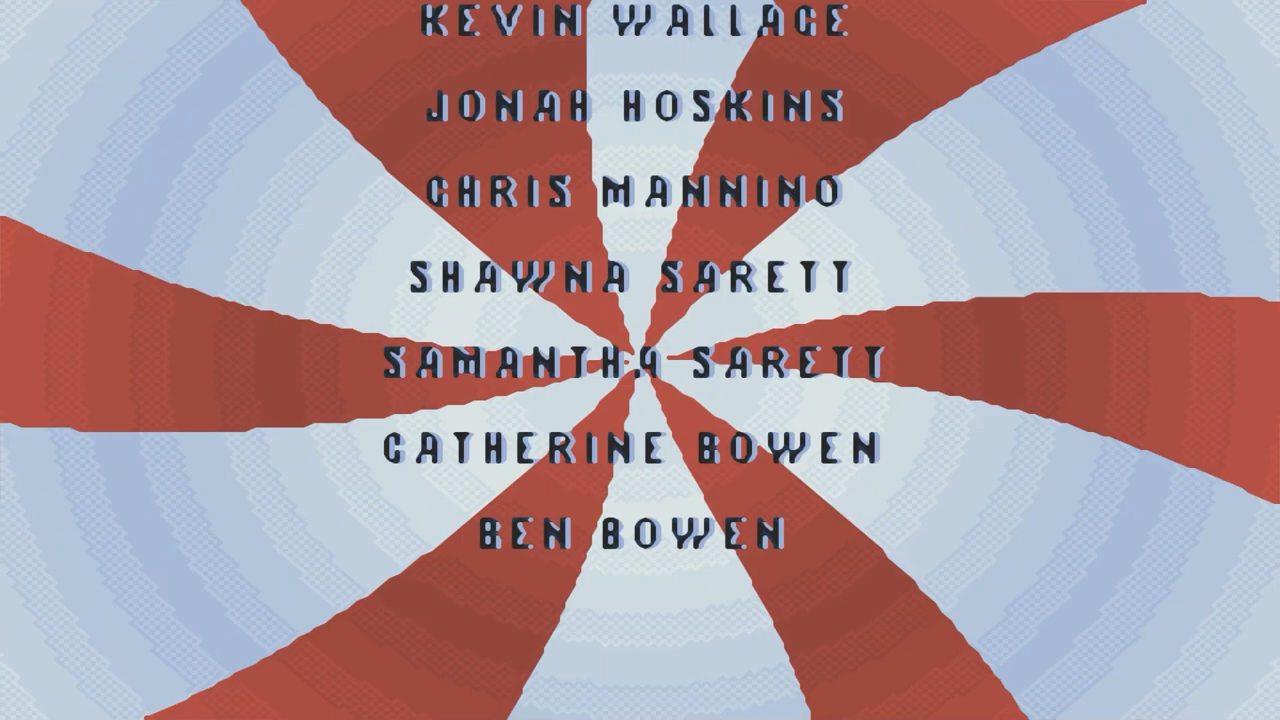 KEVIN WALLACE
JONAH HOSKINS
CHRIS MANNINO
SHAWNA SARETT
SAMANTHA SARETT
CATHERINE BOWEN
BEN BOWEN